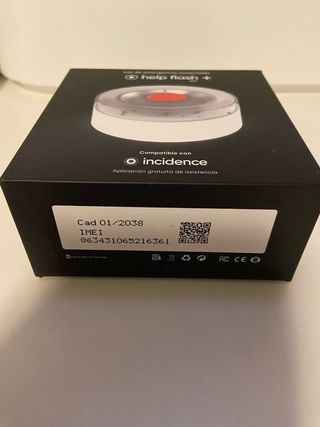 help flash +
Compatible con
incidence
Aplicación gratuita de asistencia
Cad 01/2038
IMEI
863431065216361